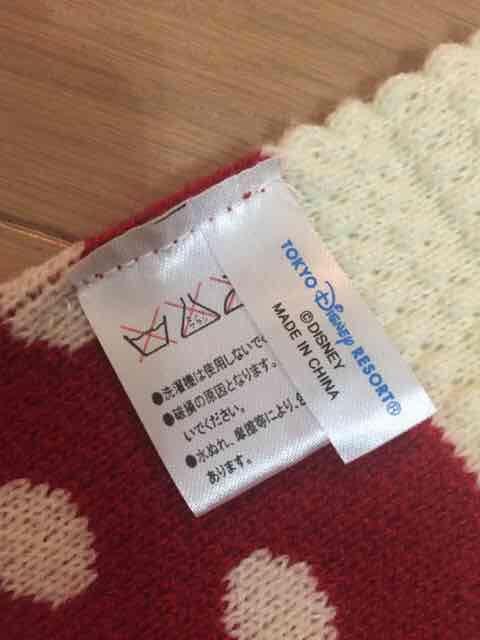 TOKYO Disney RESORT®
©DISNEY
MADE IN CHINA
●洗濯機は使用しないで
●破損の原因となります。
いでください。
●水ぬれ、摩擦等により、
あります。